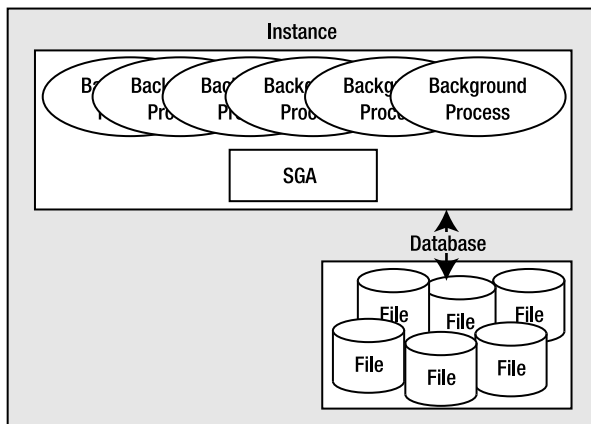 Instance
Background
Process
SGA
Database
File
File
File
File
File
File